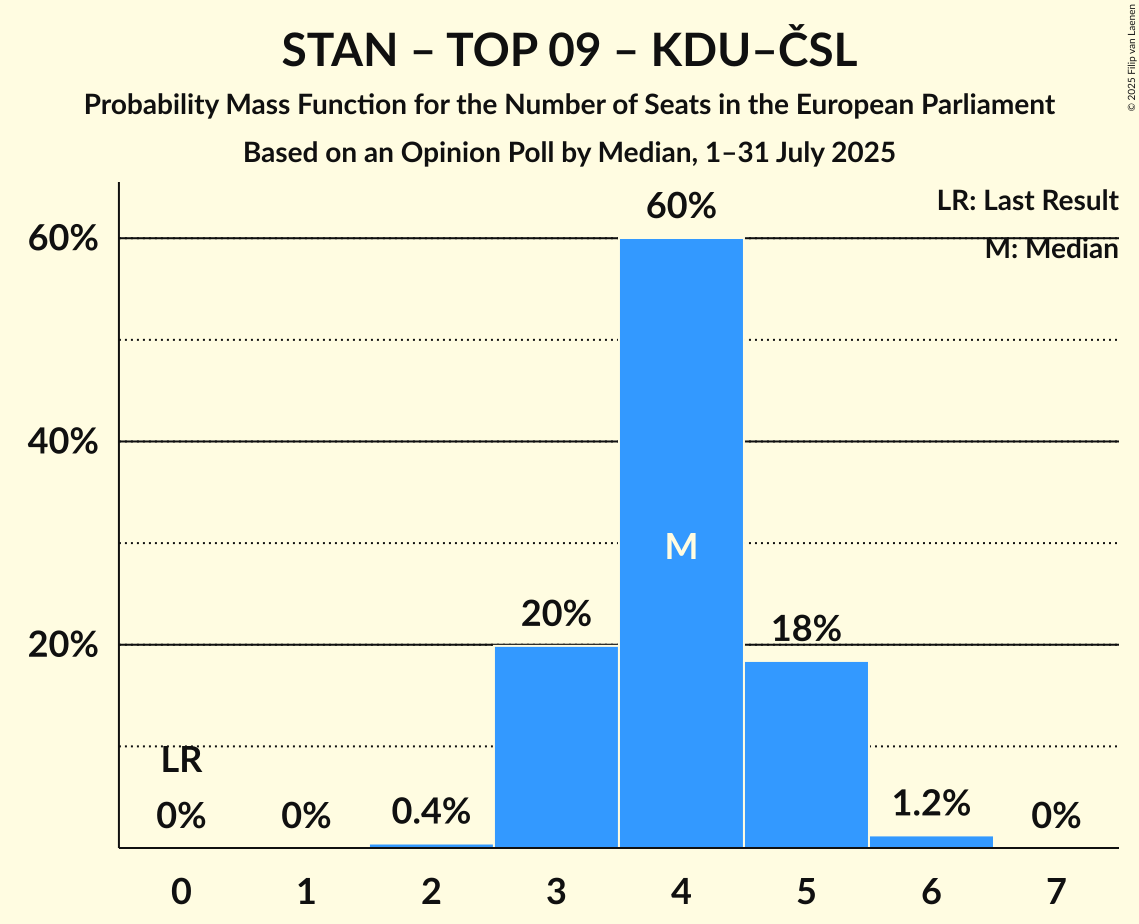 STAN – TOP 09 – KDU–ČSL
Probability Mass Function for the Number of Seats in the European Parliament
Based on an Opinion Poll by Median, 1–31 July 2025
© 2025 Filip van Laenen
LR: Last Result
M: Median
60%
40%
20%
60%
M
20%
18%
LR
0%
0%
0.4%
1.2%
0%
0 1 2 3 4 5 6 7